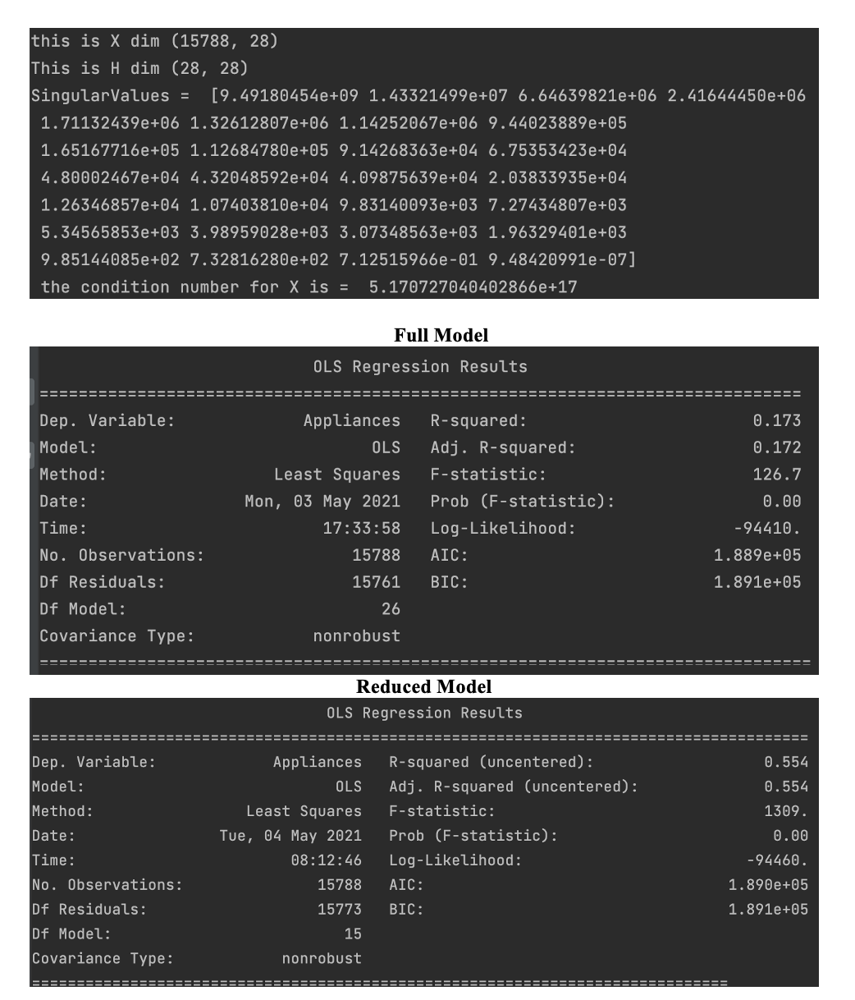 this is X dim (15788, 28)
This is H dim (28, 28)
SingularValues =  [9.49180454e+09 1.43321499e+07 6.64639821e+06 2.41644450e+06
1.71132439e+06 1.32612807e+06 1.14252067e+06 9.44023889e+05
1.65167716e+05 1.12684780e+05 9.14268363e+04 6.75353423e+04
4.80002467e+04 4.32048592e+04 4.09875639e+04 2.03833935e+04
1.26346857e+04 1.07403810e+04 9.83140093e+03 7.27434807e+03
5.34565853e+03 3.98959028e+03 3.07348563e+03 1.96329401e+03
9.85144085e+02 7.32816280e+02 7.12515966e-01 9.48420991e-07]
the condition number for X is =  5.170727040402866e+17
Full Model
OLS Regression Results
==============================================================================
Dep. Variable: Appliances R-squared: 0.173
Model: OLS Adj. R-squared: 0.172
Method: Least Squares F-statistic: 126.7
Date: Mon, 03 May 2021 Prob (F-statistic): 0.00
Time: 17:33:58 Log-Likelihood: -94410.
No. Observations: 15788 AIC: 1.889e+05
Df Residuals: 15761 BIC: 1.891e+05
Df Model: 26
Covariance Type: nonrobust
==============================================================================
Reduced Model
OLS Regression Results
=======================================================================================
Dep. Variable: Appliances R-squared (uncentered): 0.554
Model: OLS Adj. R-squared (uncentered): 0.554
Method: Least Squares F-statistic: 1309.
Date: Tue, 04 May 2021 Prob (F-statistic): 0.00
Time: 08:12:46 Log-Likelihood: -94460.
No. Observations: 15788 AIC: 1.890e+05
Df Residuals: 15773 BIC: 1.891e+05
Df Model: 15
Covariance Type: nonrobust
==============================================================================